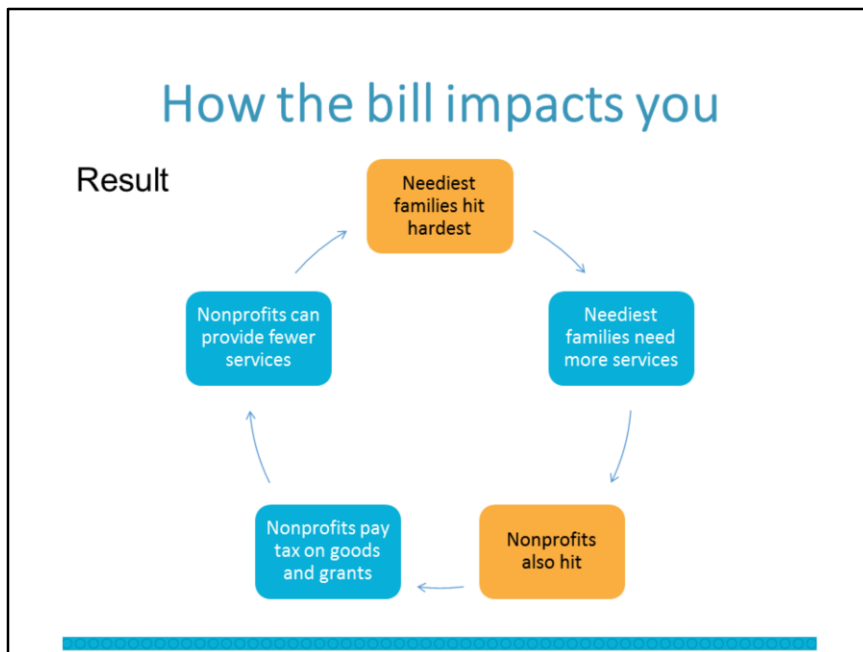 How the bill impacts you
Result
Neediest
families hit
hardest
Neediest
families need
more services
Nonprofits
also hit
Nonprofits pay
tax on goods
and grants
Nonprofits can
provide fewer
services